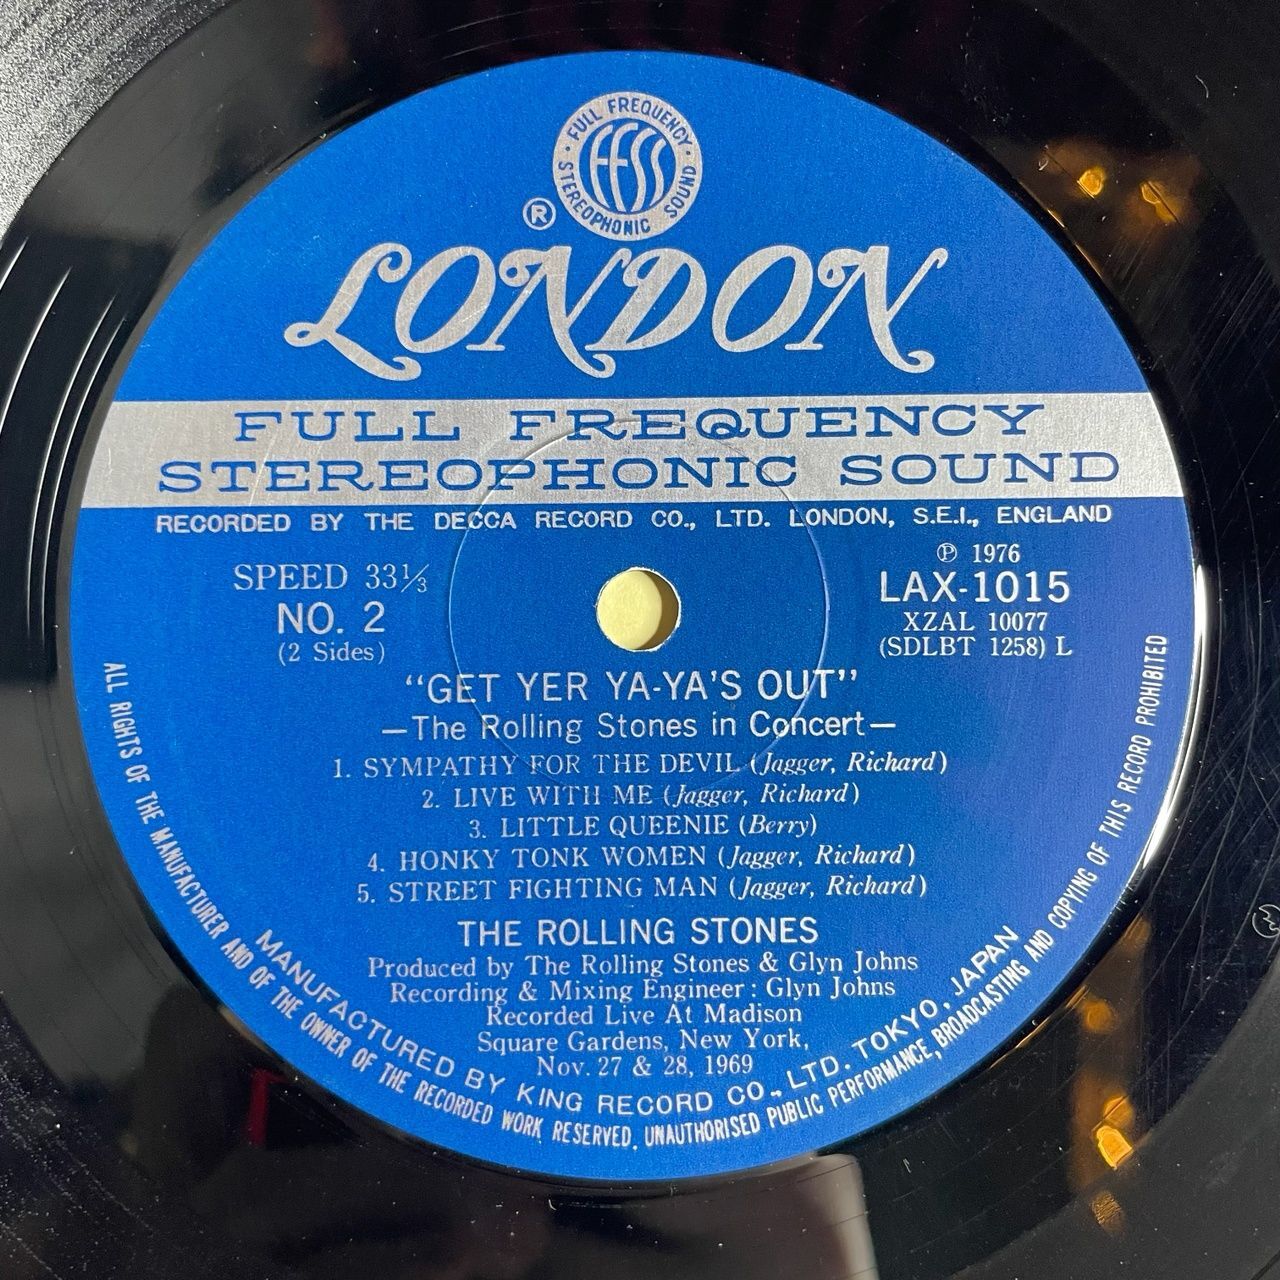 FULL FREQUENCY
STEREOPHONIC SOUND
ffss
®
LONDON
FULL FREQUENCY
STEREOPHONIC SOUND
RECORDED BY THE DECCA RECORD CO., LTD. LONDON, S.E.I., ENGLAND
SPEED 33⅓
NO. 2
(2 Sides)
℗ 1976
LAX-1015
XZAL 10077
(SDLBT 1258) L
“GET YER YA-YA'S OUT”
—The Rolling Stones in Concert—
1. SYMPATHY FOR THE DEVIL (Jagger, Richard)
2. LIVE WITH ME (Jagger, Richard)
3. LITTLE QUEENIE (Berry)
4. HONKY TONK WOMEN (Jagger, Richard)
5. STREET FIGHTING MAN (Jagger, Richard)
THE ROLLING STONES
Produced by The Rolling Stones & Glyn Johns
Recording & Mixing Engineer : Glyn Johns
Recorded Live At Madison
Square Gardens, New York,
Nov. 27 & 28, 1969
MANUFACTURED BY KING RECORD CO., LTD. TOKYO, JAPAN
ALL RIGHTS OF THE MANUFACTURER AND OF THE OWNER OF THE RECORDED WORK RESERVED. UNAUTHORISED PUBLIC PERFORMANCE, BROADCASTING AND COPYING OF THIS RECORD PROHIBITED